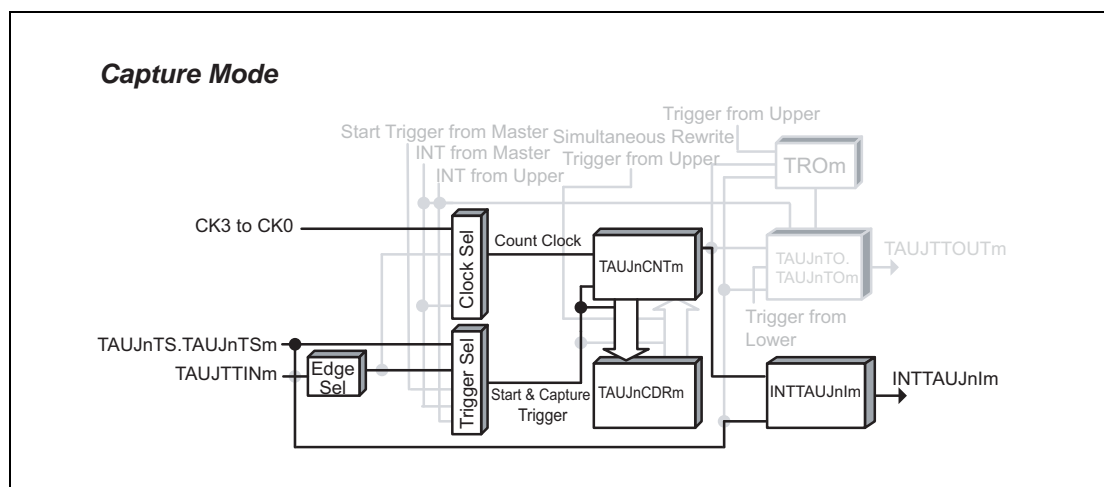 Capture Mode
Trigger from Upper
Start Trigger from Master
Simultaneous Rewrite
INT from Master
Trigger from Upper
INT from Upper
TROm
CK3 to CK0
Clock Sel
Count Clock
TAUJnCNTm
TAUJnTO.
TAUJnTOm
TAUJTTOUTm
Trigger from
Lower
TAUJnTS.TAUJnTSm
TAUJTTINm
Edge
Sel
Trigger Sel
Start & Capture
Trigger
TAUJnCDRm
INTTAUJnIm
INTTAUJnIm